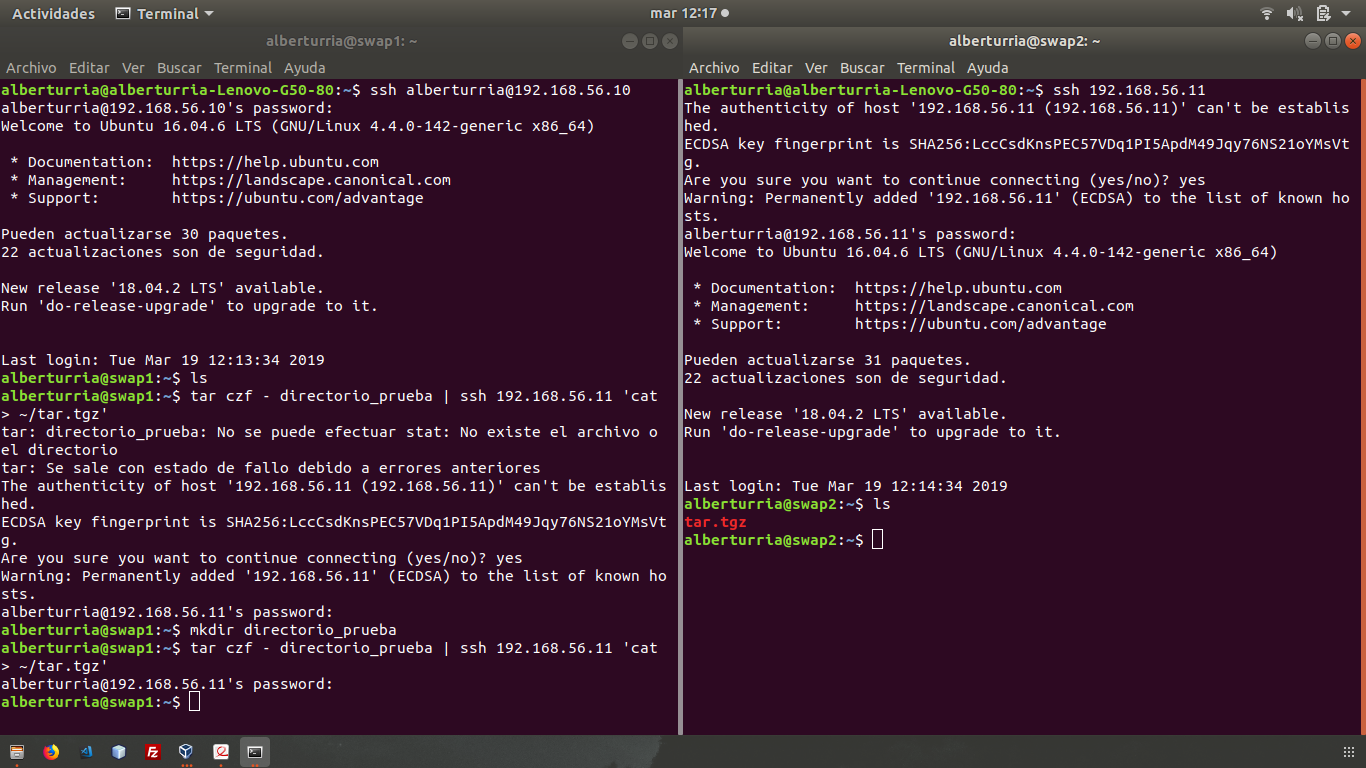 Actividades Terminal mar 12:17
alberturria@swap1: ~
Archivo Editar Ver Buscar Terminal Ayuda
alberturria@alberturria-Lenovo-G50-80:~$ ssh alberturria@192.168.56.10
alberturria@192.168.56.10's password:
Welcome to Ubuntu 16.04.6 LTS (GNU/Linux 4.4.0-142-generic x86_64)
* Documentation: https://help.ubuntu.com
* Management: https://landscape.canonical.com
* Support: https://ubuntu.com/advantage
Pueden actualizarse 30 paquetes.
22 actualizaciones son de seguridad.
New release '18.04.2 LTS' available.
Run 'do-release-upgrade' to upgrade to it.
Last login: Tue Mar 19 12:13:34 2019
alberturria@swap1:~$ ls
alberturria@swap1:~$ tar czf - directorio_prueba | ssh 192.168.56.11 'cat
> ~/tar.tgz'
tar: directorio_prueba: No se puede efectuar stat: No existe el archivo o
el directorio
tar: Se sale con estado de fallo debido a errores anteriores
The authenticity of host '192.168.56.11 (192.168.56.11)' can't be establis
hed.
ECDSA key fingerprint is SHA256:LccCsdKnsPEC57VDq1PI5ApdM49Jqy76NS21oYMsVt
g.
Are you sure you want to continue connecting (yes/no)? yes
Warning: Permanently added '192.168.56.11' (ECDSA) to the list of known ho
sts.
alberturria@192.168.56.11's password:
alberturria@swap1:~$ mkdir directorio_prueba
alberturria@swap1:~$ tar czf - directorio_prueba | ssh 192.168.56.11 'cat
> ~/tar.tgz'
alberturria@192.168.56.11's password:
alberturria@swap1:~$
alberturria@swap2: ~
Archivo Editar Ver Buscar Terminal Ayuda
alberturria@alberturria-Lenovo-G50-80:~$ ssh 192.168.56.11
The authenticity of host '192.168.56.11 (192.168.56.11)' can't be establis
hed.
ECDSA key fingerprint is SHA256:LccCsdKnsPEC57VDq1PI5ApdM49Jqy76NS21oYMsVt
g.
Are you sure you want to continue connecting (yes/no)? yes
Warning: Permanently added '192.168.56.11' (ECDSA) to the list of known ho
sts.
alberturria@192.168.56.11's password:
Welcome to Ubuntu 16.04.6 LTS (GNU/Linux 4.4.0-142-generic x86_64)
* Documentation: https://help.ubuntu.com
* Management: https://landscape.canonical.com
* Support: https://ubuntu.com/advantage
Pueden actualizarse 31 paquetes.
22 actualizaciones son de seguridad.
New release '18.04.2 LTS' available.
Run 'do-release-upgrade' to upgrade to it.
Last login: Tue Mar 19 12:14:34 2019
alberturria@swap2:~$ ls
tar.tgz
alberturria@swap2:~$